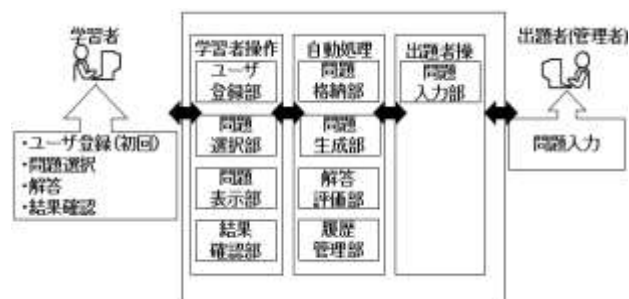 学習者
・ユーザ登録(初回)
・問題選択
・解答
・結果確認
学習者操作
ユーザ
登録部
問題
選択部
問題
表示部
結果
確認部
自動処理
問題
格納部
問題
生成部
解答
評価部
履歴
管理部
出題者操
問題
入力部
出題者(管理者)
問題入力